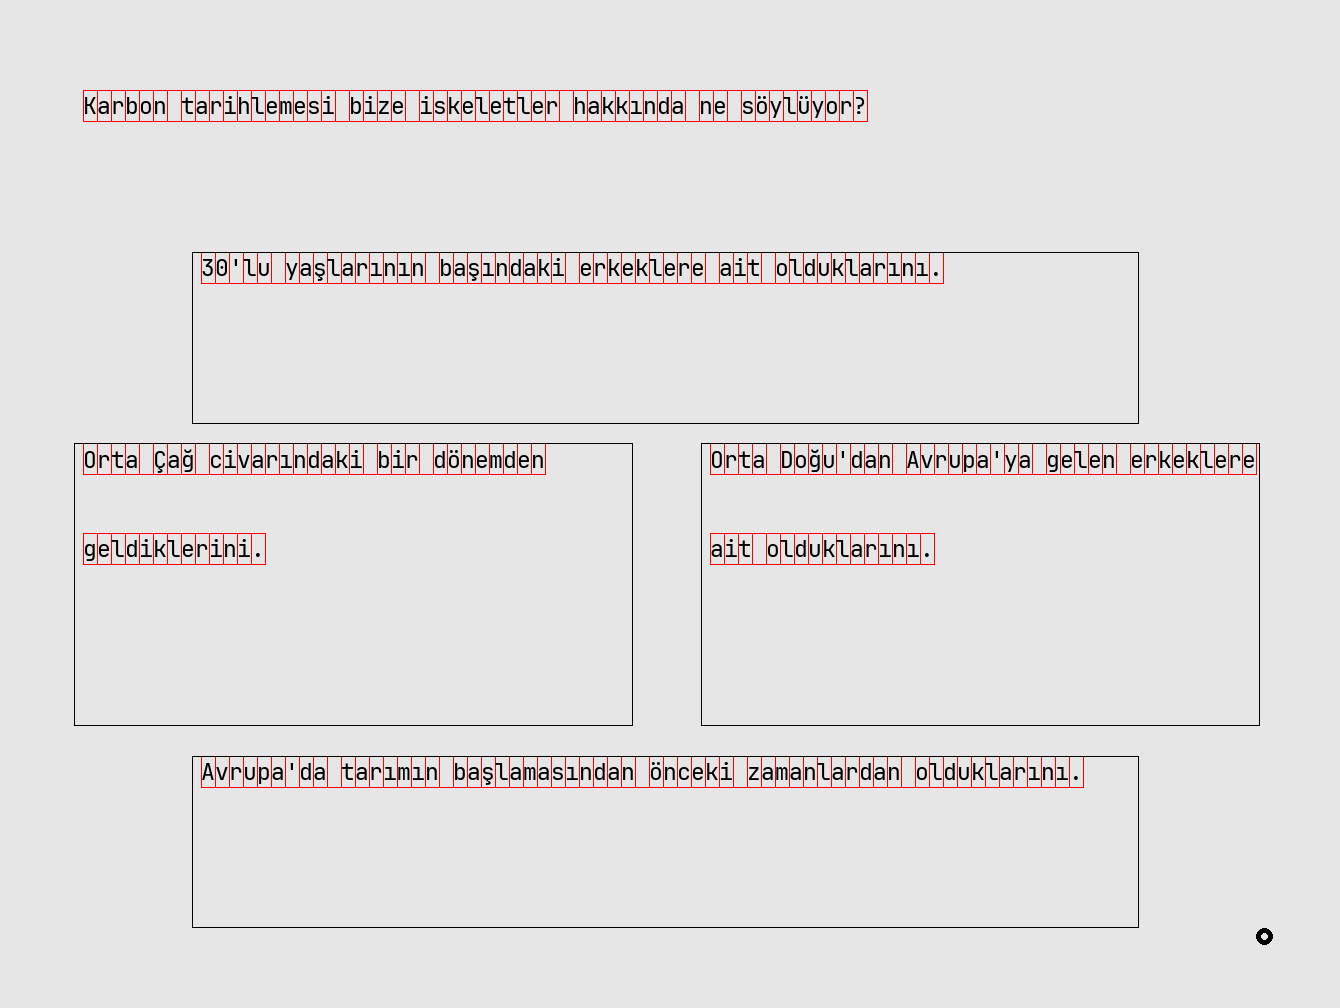 Karbon tarihlemesi bize iskeletler hakkında ne söylüyor?
30'lu yaşlarının başındaki erkeklere ait olduklarını.
Orta Çağ civarındaki bir dönemden
geldiklerini.
Orta Doğu'dan Avrupa'ya gelen erkeklere
ait olduklarını.
Avrupa'da tarımın başlamasından önceki zamanlardan olduklarını.